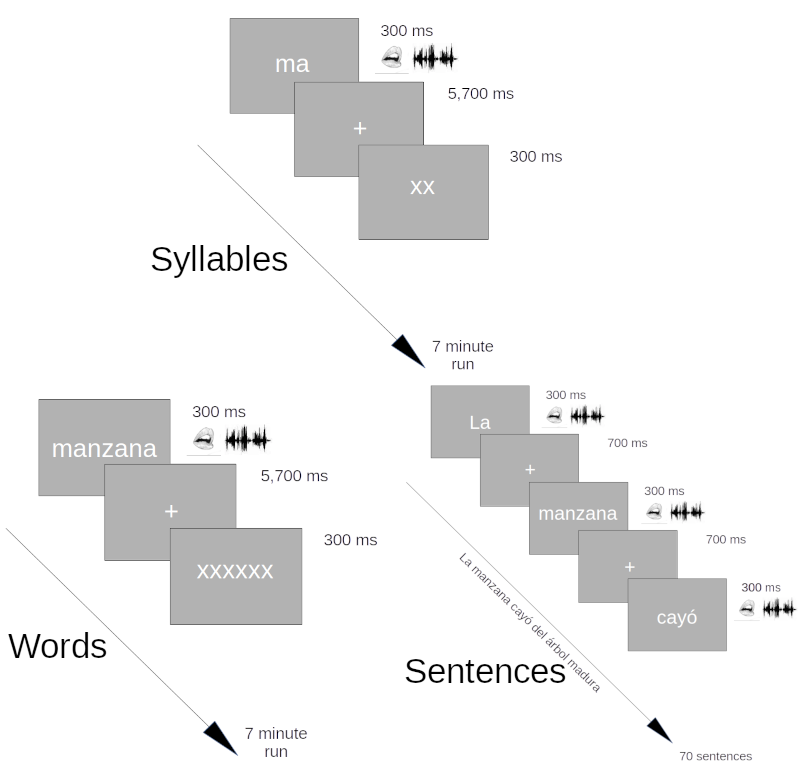 300 ms
ma
5,700 ms
+
300 ms
xx
Syllables
7 minute
run
300 ms
manzana
5,700 ms
+
300 ms
xxxxxx
Words
7 minute
run
300 ms
La
700 ms
+
300 ms
manzana
700 ms
+
300 ms
cayó
La manzana cayó del árbol madura
Sentences
70 sentences